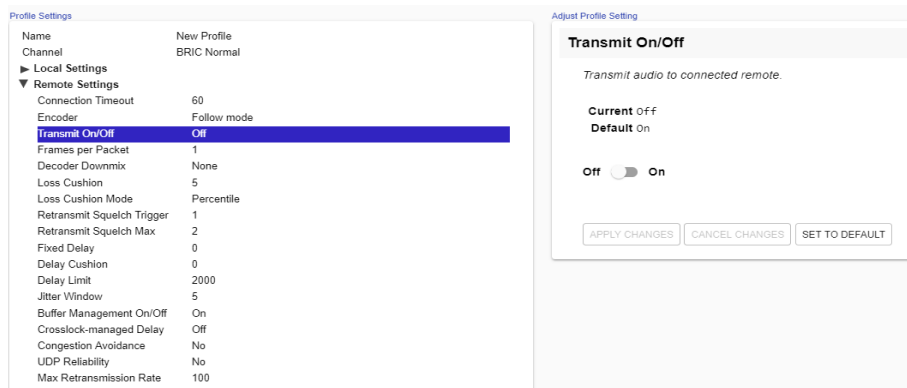 Profile Settings
Name New Profile
Channel BRIC Normal
▶ Local Settings
▼ Remote Settings
Connection Timeout 60
Encoder Follow mode
Transmit On/Off Off
Frames per Packet 1
Decoder Downmix None
Loss Cushion 5
Loss Cushion Mode Percentile
Retransmit Squelch Trigger 1
Retransmit Squelch Max 2
Fixed Delay 0
Delay Cushion 0
Delay Limit 2000
Jitter Window 5
Buffer Management On/Off On
Crosslock-managed Delay Off
Congestion Avoidance No
UDP Reliability No
Max Retransmission Rate 100
Adjust Profile Setting
Transmit On/Off
Transmit audio to connected remote.
Current Off
Default On
Off On
APPLY CHANGES CANCEL CHANGES SET TO DEFAULT